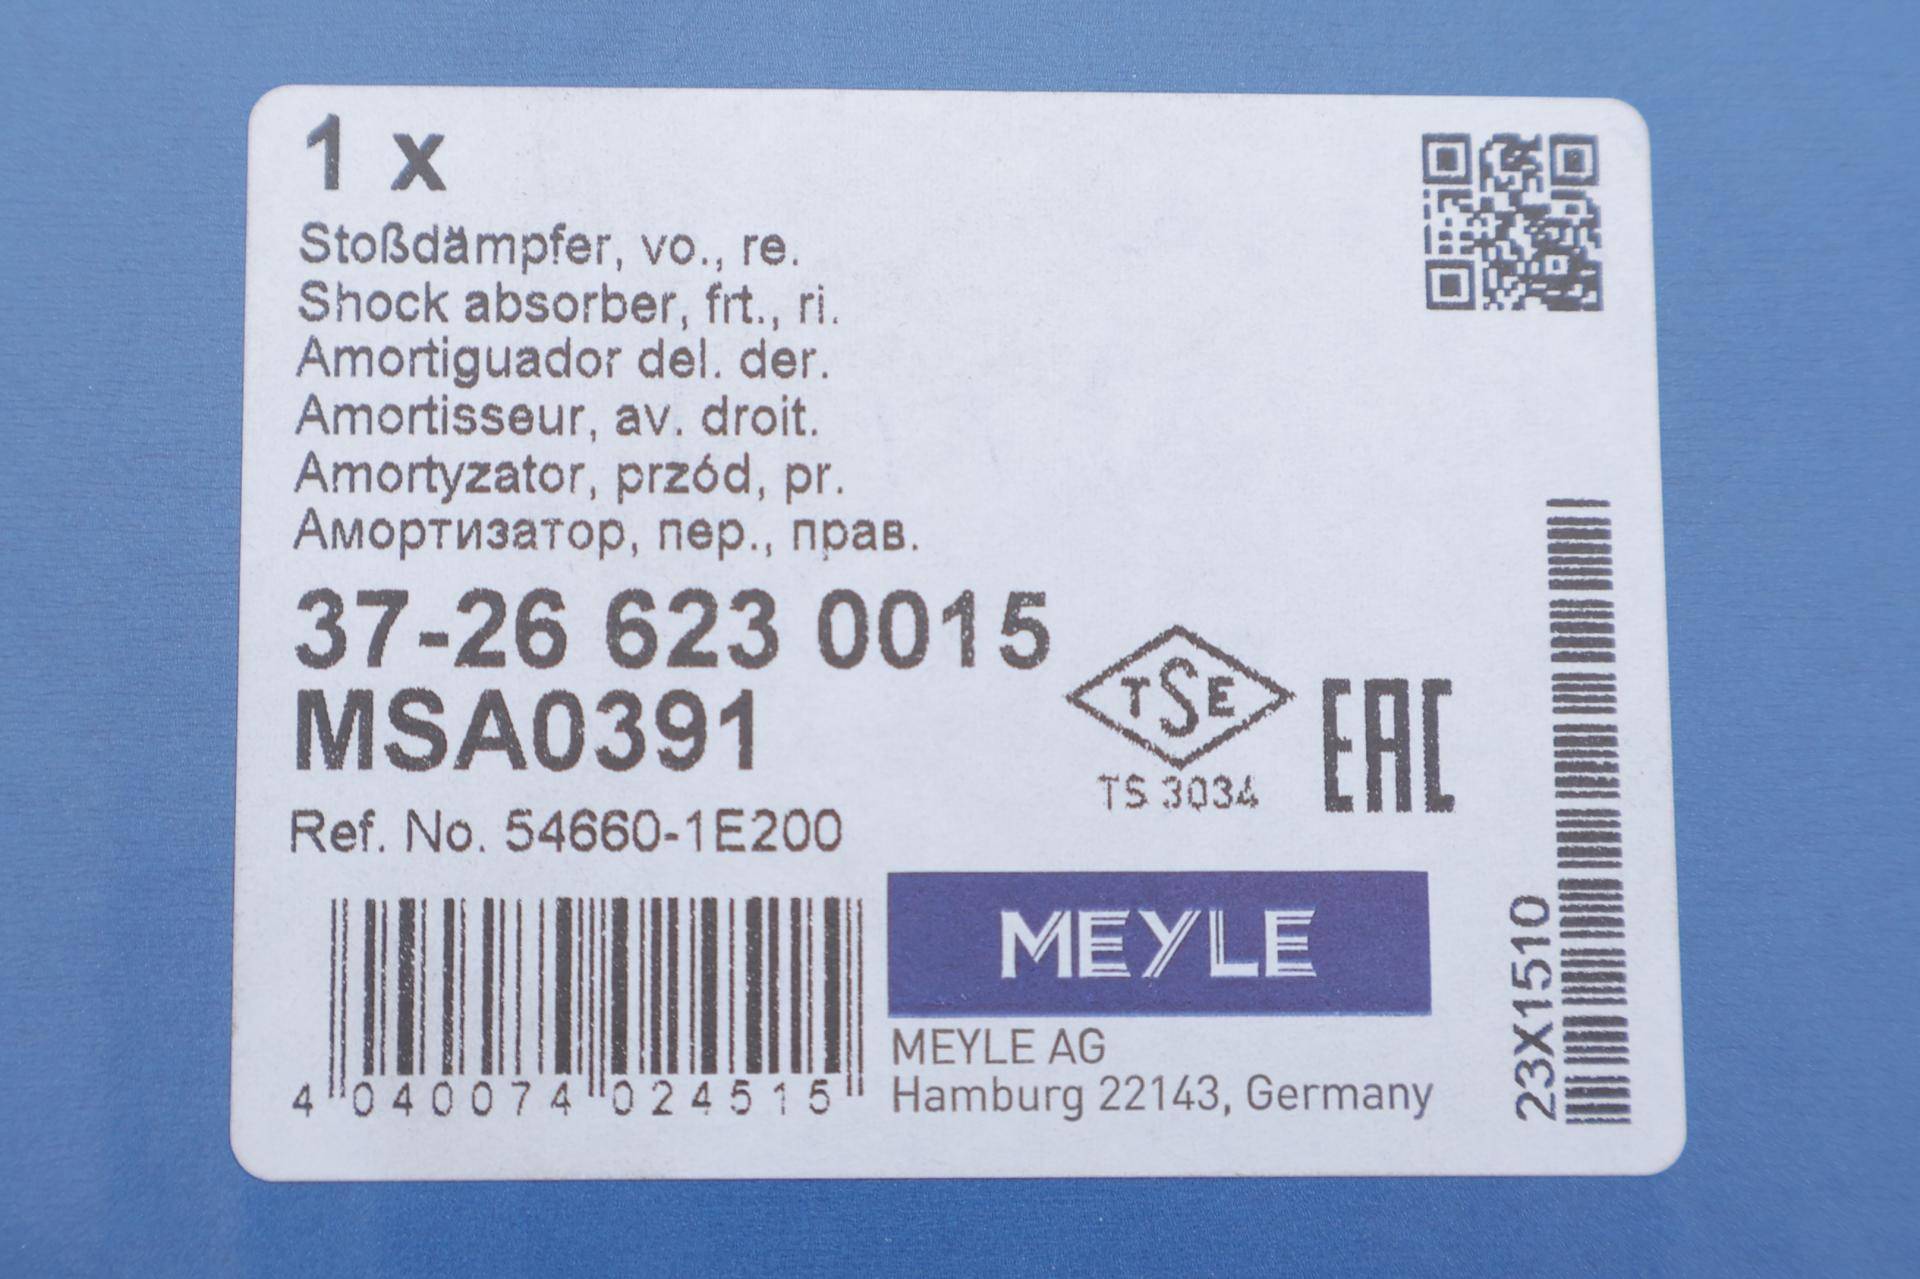 1 x
Stoßdämpfer, vo., re.
Shock absorber, frt., ri.
Amortiguador del. der.
Amortisseur, av. droit.
Amortyzator, przód, pr.
Амортизатор, пер., прав.
37-26 623 0015
MSA0391
TSE
TS 3034
EAC
Ref. No. 54660-1E200
4 040074 024515
MEYLE
MEYLE AG
Hamburg 22143, Germany
23X1510